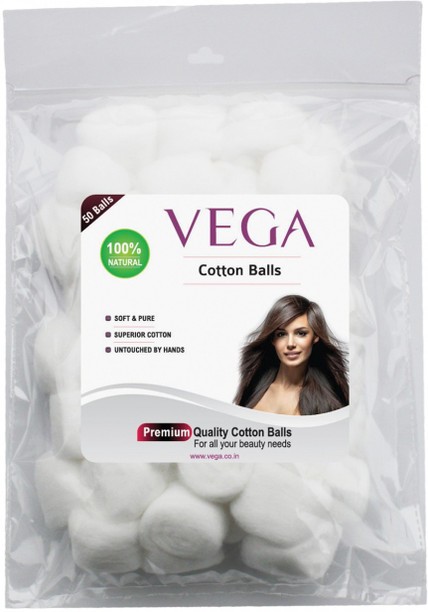 50 Balls
VEGA
100%
NATURAL
Cotton Balls
SOFT & PURE
SUPERIOR COTTON
UNTOUCHED BY HANDS
Premium Quality Cotton Balls
For all your beauty needs
www.vega.co.in